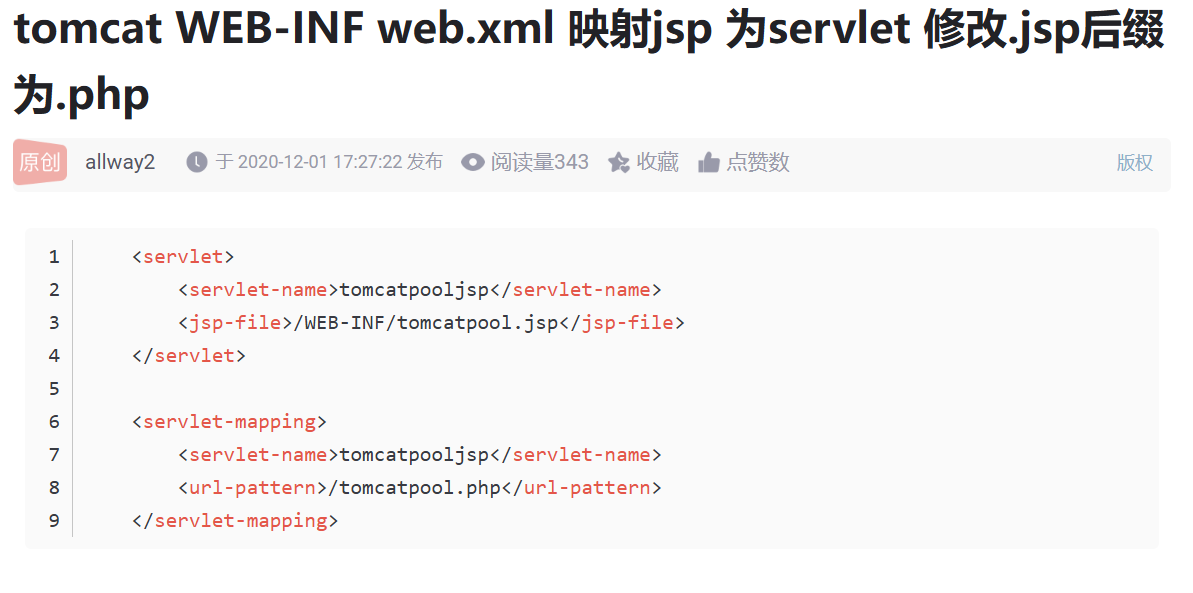 tomcat WEB-INF web.xml 映射jsp 为servlet 修改.jsp后缀
为.php
原创 allway2 于 2020-12-01 17:27:22 发布 阅读量343 收藏 点赞数 版权
1 <servlet>
2 <servlet-name>tomcatpooljsp</servlet-name>
3 <jsp-file>/WEB-INF/tomcatpool.jsp</jsp-file>
4 </servlet>
5
6 <servlet-mapping>
7 <servlet-name>tomcatpooljsp</servlet-name>
8 <url-pattern>/tomcatpool.php</url-pattern>
9 </servlet-mapping>